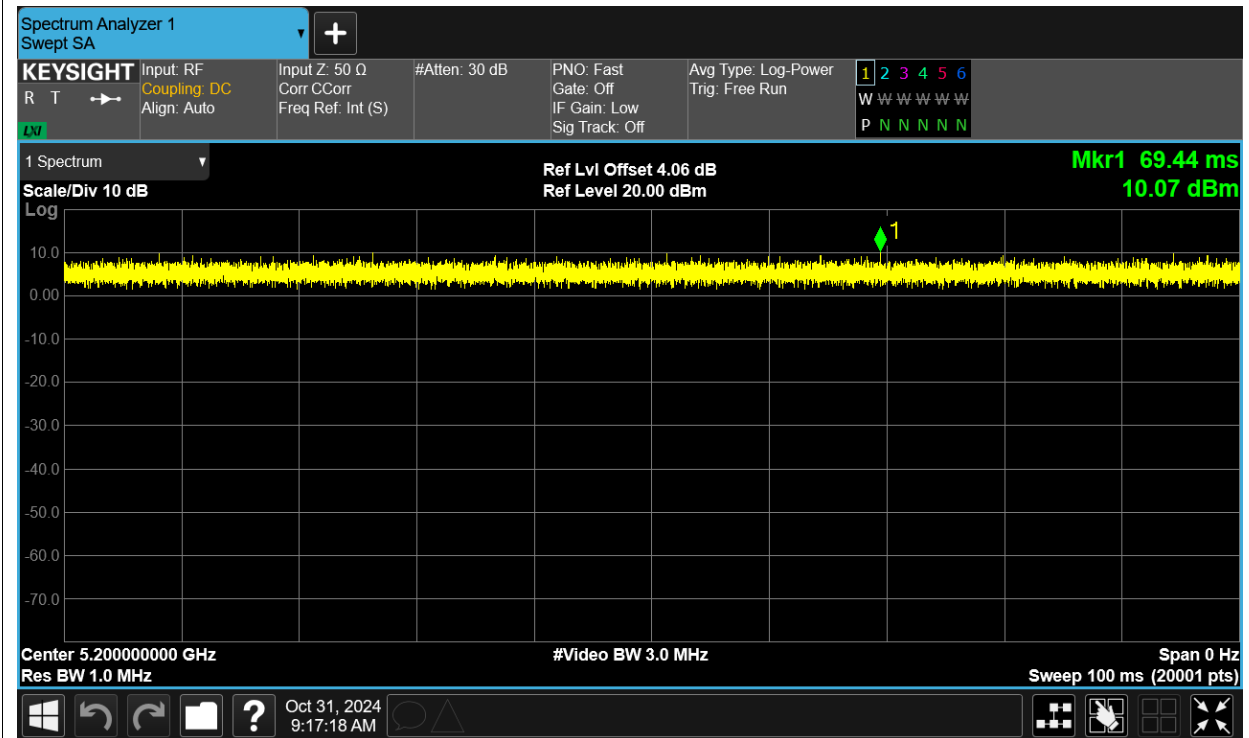 Spectrum Analyzer 1
Swept SA
KEYSIGHT
R T
LXI
Input: RF
Coupling: DC
Align: Auto
Input Z: 50 Ω
Corr CCorr
Freq Ref: Int (S)
#Atten: 30 dB
PNO: Fast
Gate: Off
IF Gain: Low
Sig Track: Off
Avg Type: Log-Power
Trig: Free Run
1 2 3 4 5 6
W W W W W W
P N N N N N
1 Spectrum
Scale/Div 10 dB
Ref Lvl Offset 4.06 dB
Ref Level 20.00 dBm
Mkr1 69.44 ms
10.07 dBm
Log
1
10.0
0.00
-10.0
-20.0
-30.0
-40.0
-50.0
-60.0
-70.0
Center 5.200000000 GHz
Res BW 1.0 MHz
#Video BW 3.0 MHz
Span 0 Hz
Sweep 100 ms (20001 pts)
?
Oct 31, 2024
9:17:18 AM